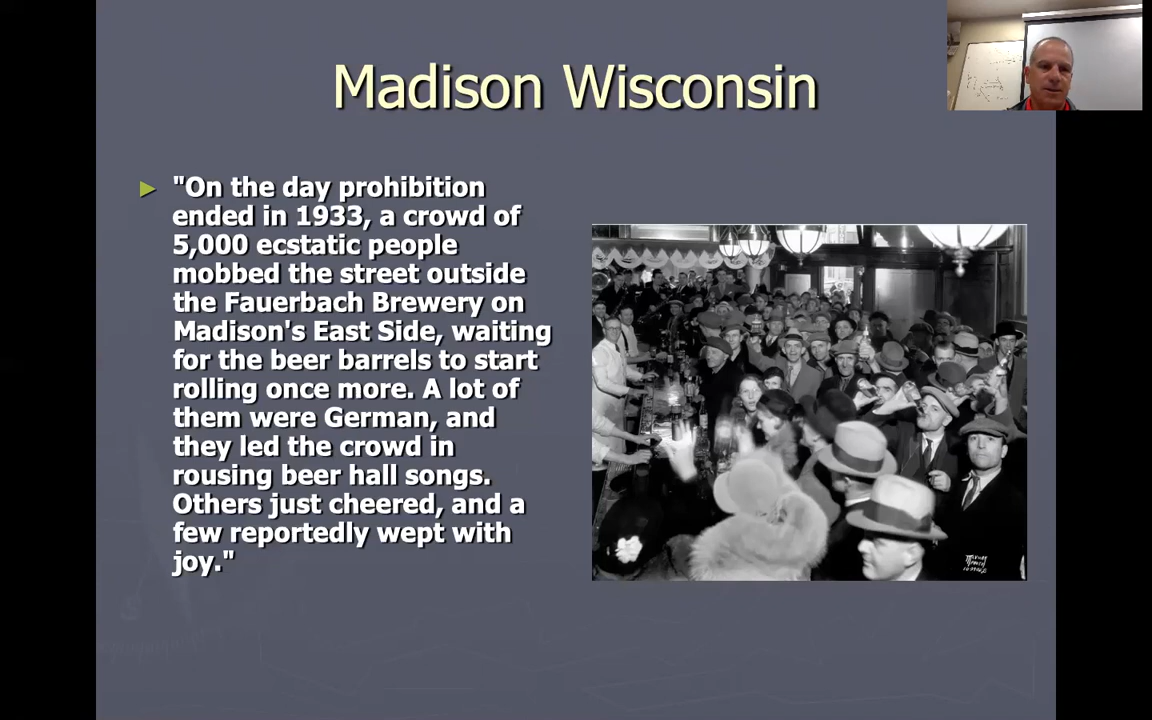 Madison Wisconsin
"On the day prohibition
ended in 1933, a crowd of
5,000 ecstatic people
mobbed the street outside
the Fauerbach Brewery on
Madison's East Side, waiting
for the beer barrels to start
rolling once more. A lot of
them were German, and
they led the crowd in
rousing beer hall songs.
Others just cheered, and a
few reportedly wept with
joy."